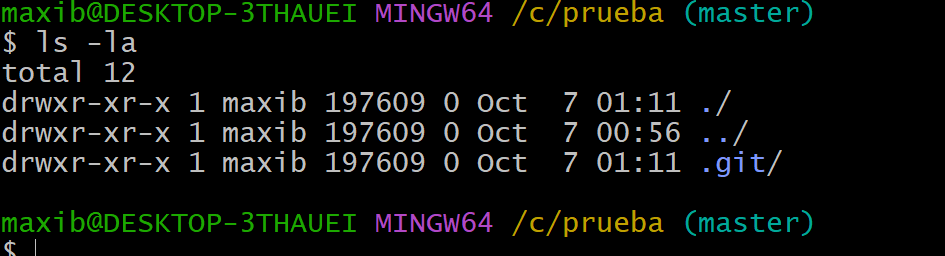 maxib@DESKTOP-3THAUEI MINGW64 /c/prueba (master)
$ ls -la
total 12
drwxr-xr-x 1 maxib 197609 0 Oct  7 01:11 ./
drwxr-xr-x 1 maxib 197609 0 Oct  7 00:56 ../
drwxr-xr-x 1 maxib 197609 0 Oct  7 01:11 .git/
maxib@DESKTOP-3THAUEI MINGW64 /c/prueba (master)
$